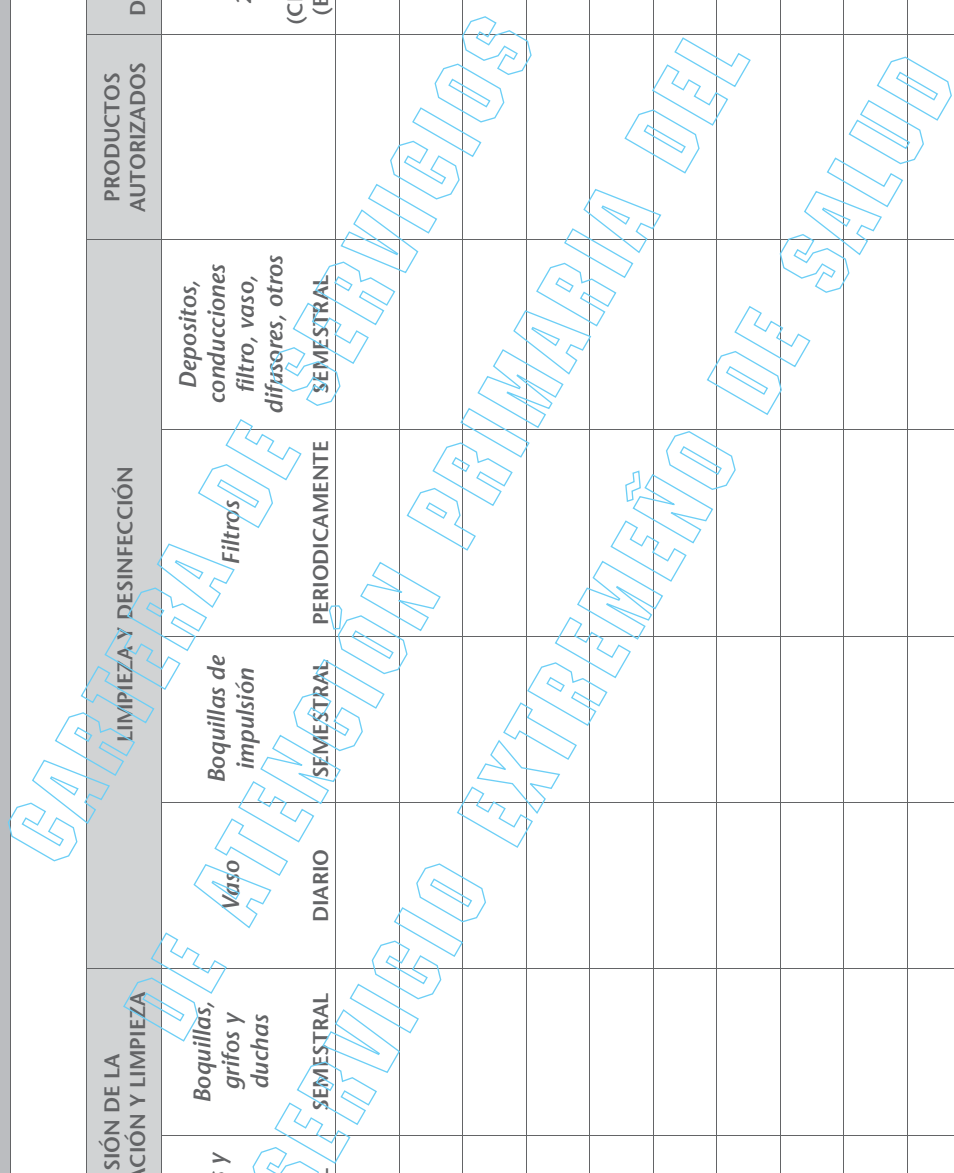 SIÓN DE LA
ACIÓN Y LIMPIEZA
LIMPIEZA Y DESINFECCIÓN
PRODUCTOS
AUTORIZADOS
D
s y
Boquillas,
grifos y
duchas
SEMESTRAL
Vaso
DIARIO
Boquillas de
impulsión
SEMESTRAL
Filtros
PERIODICAMENTE
Depositos,
conducciones
filtro, vaso,
difusores, otros
SEMESTRAL
CARTERA DE SERVICIOS
DE ATENCIÓN PRIMARIA DEL
SERVICIO EXTREMEÑO DE SALUD